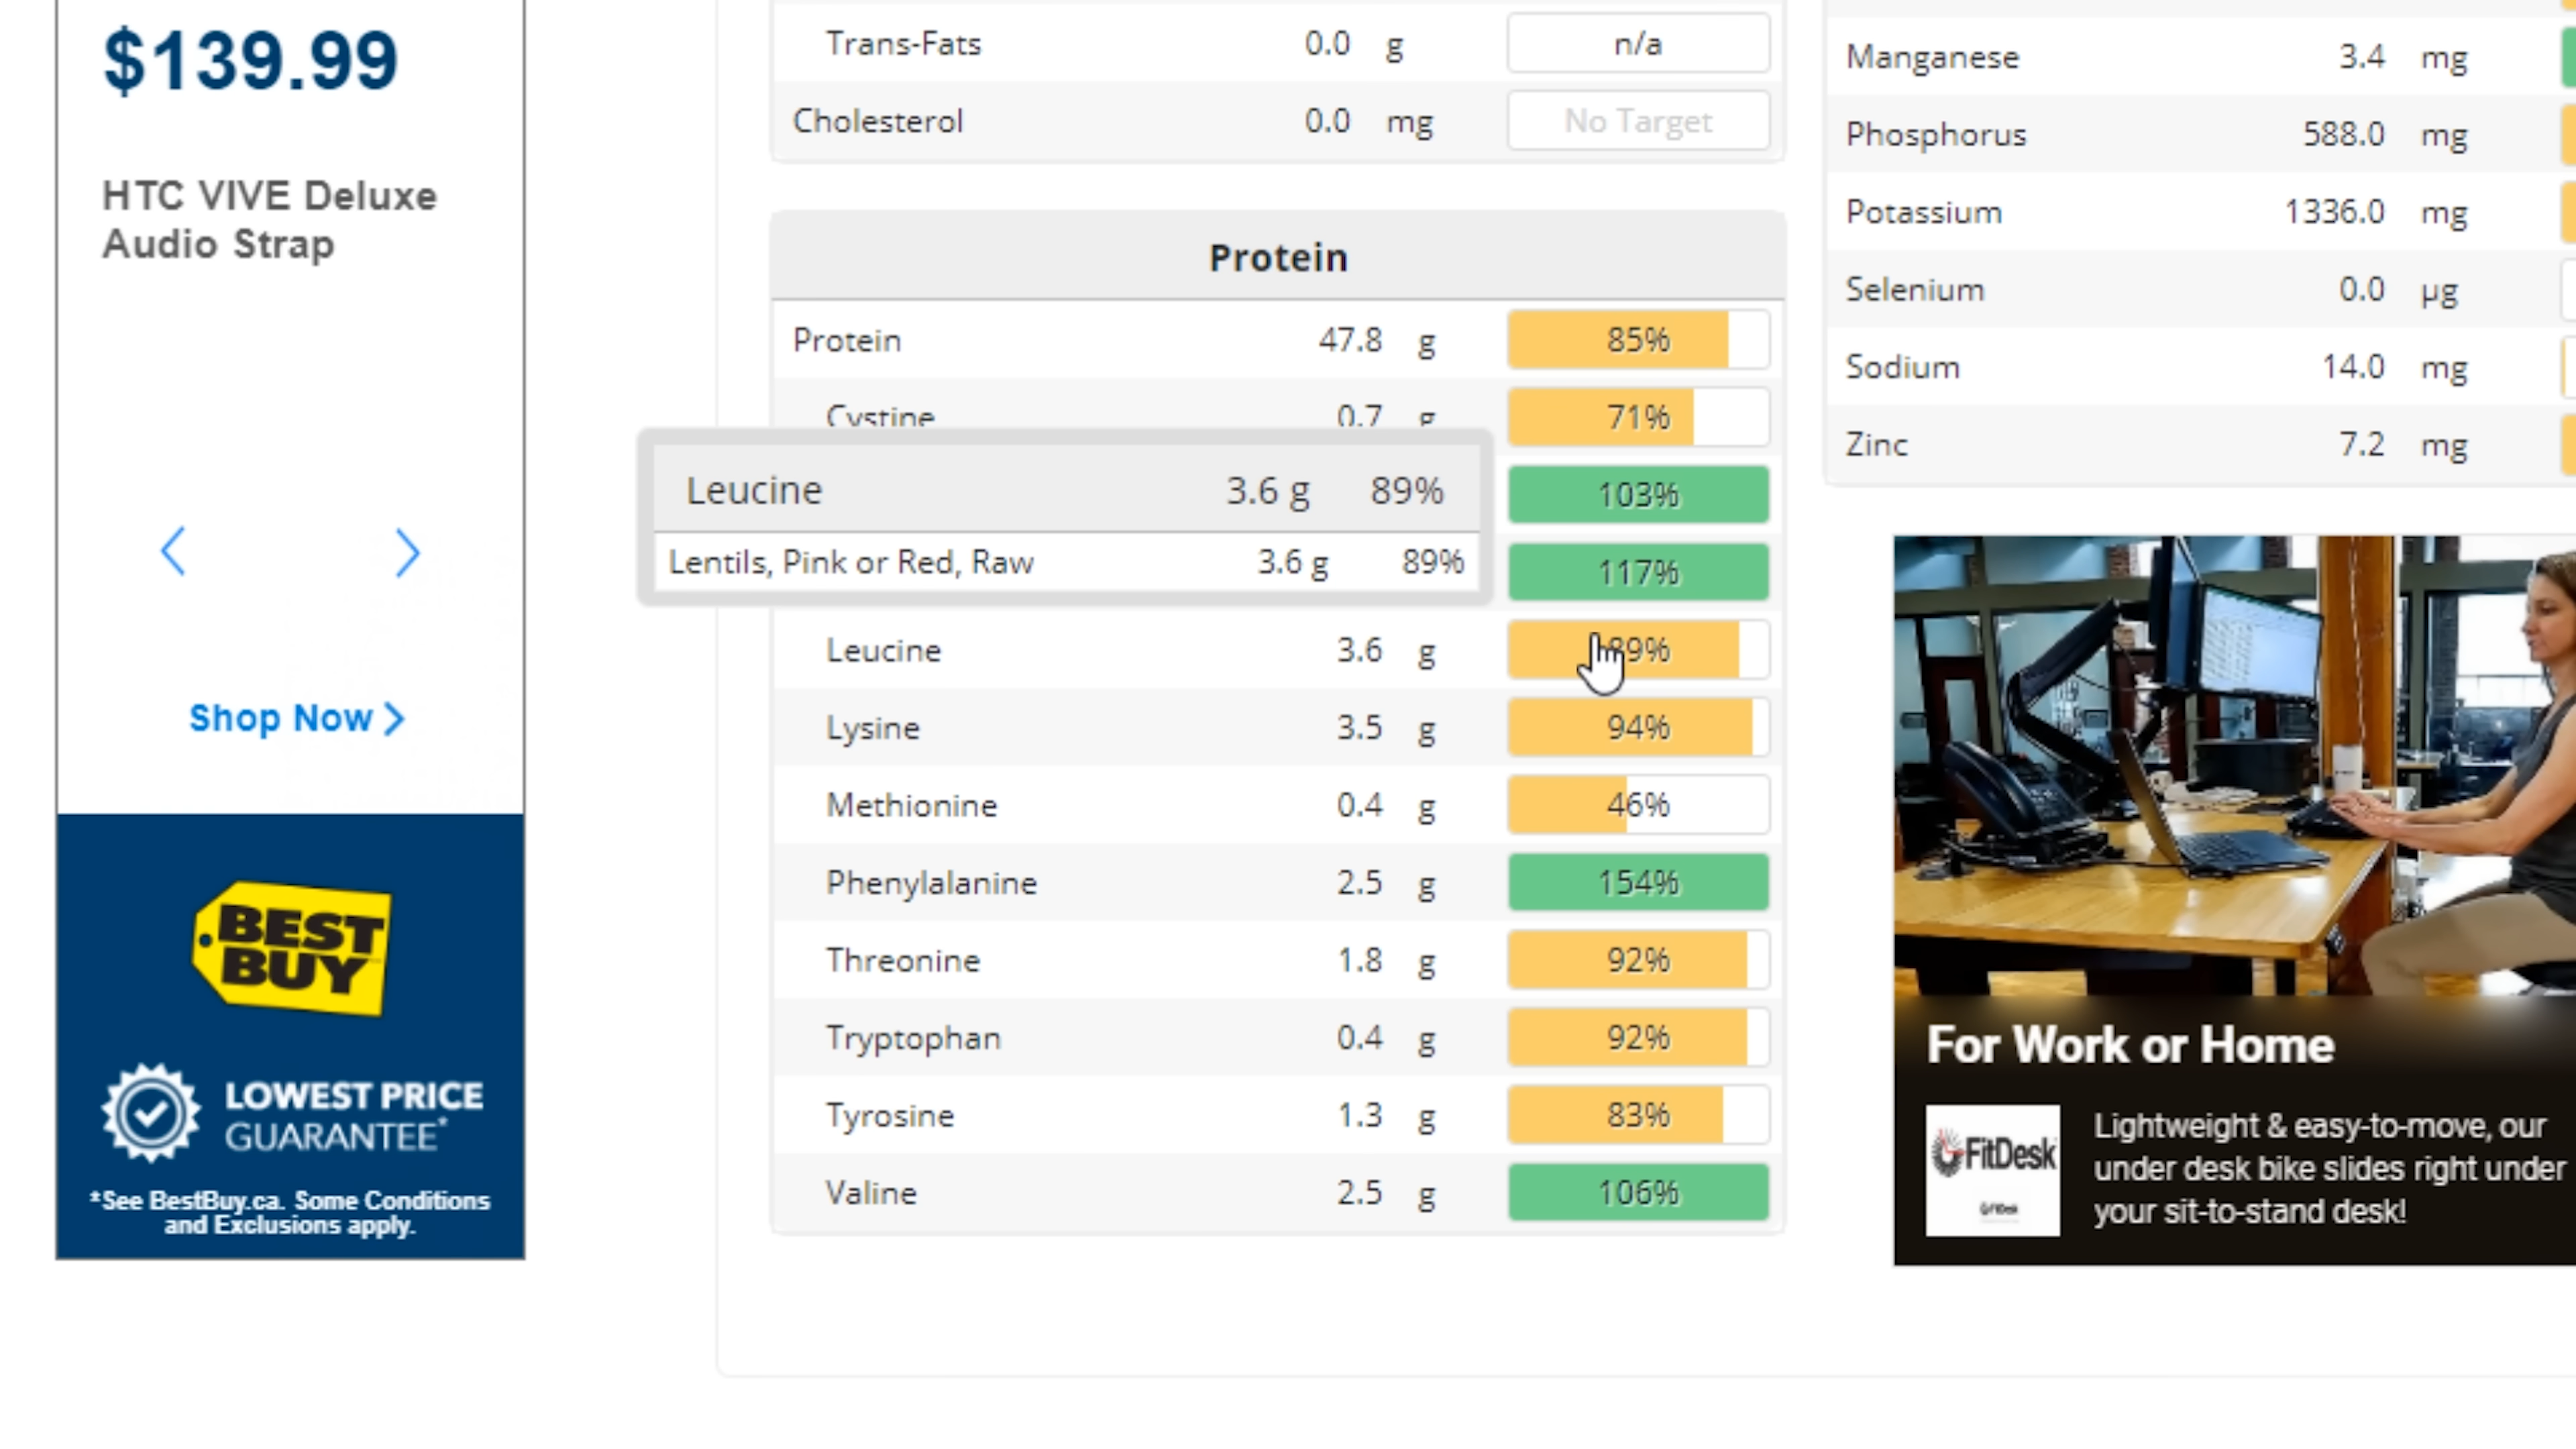 $139.99
HTC VIVE Deluxe
Audio Strap
Shop Now
BEST
BUY
LOWEST PRICE
GUARANTEE*
*See BestBuy.ca. Some Conditions
and Exclusions apply.
Trans-Fats 0.0 g n/a
Cholesterol 0.0 mg No Target
Protein
Protein 47.8 g 85%
Cystine 0.7 g 71%
103%
117%
Leucine 3.6 g 89%
Lentils, Pink or Red, Raw 3.6 g 89%
Leucine 3.6 g 89%
Lysine 3.5 g 94%
Methionine 0.4 g 46%
Phenylalanine 2.5 g 154%
Threonine 1.8 g 92%
Tryptophan 0.4 g 92%
Tyrosine 1.3 g 83%
Valine 2.5 g 106%
Manganese 3.4 mg
Phosphorus 588.0 mg
Potassium 1336.0 mg
Selenium 0.0 µg
Sodium 14.0 mg
Zinc 7.2 mg
For Work or Home
FitDesk
Lightweight & easy-to-move, our
under desk bike slides right under
your sit-to-stand desk!